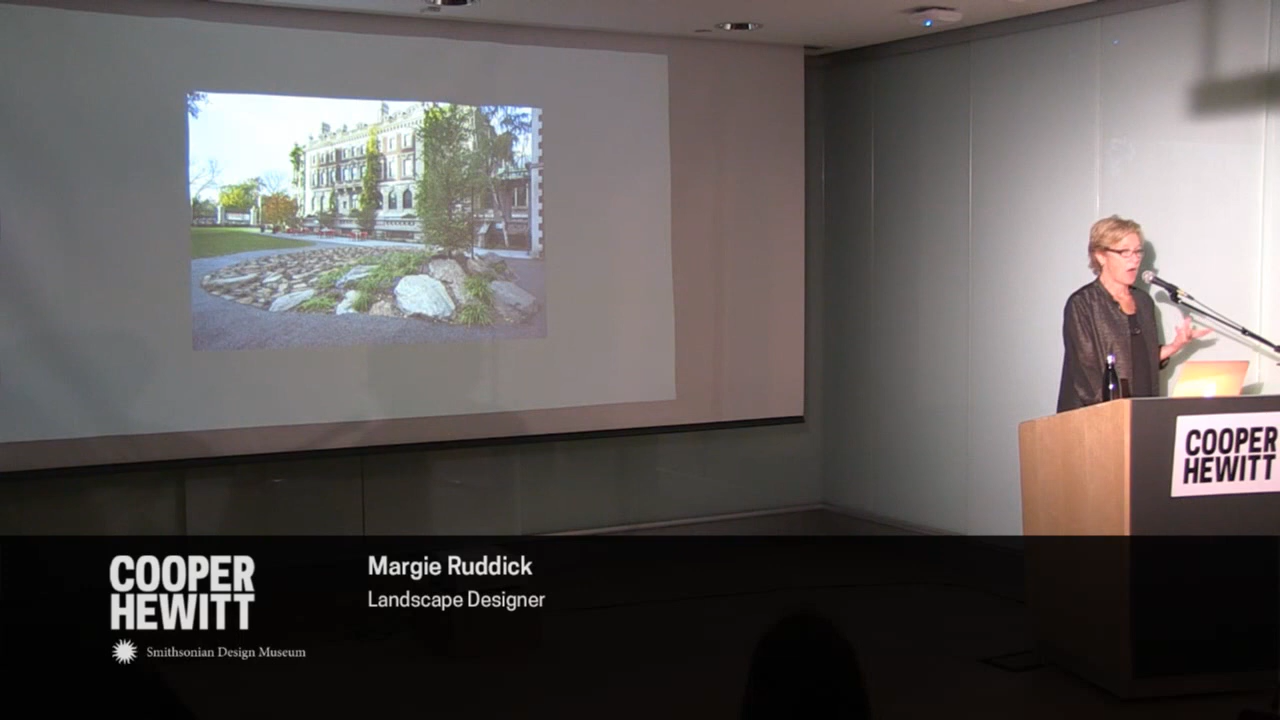 COOPER
HEWITT
COOPER
HEWITT
Smithsonian Design Museum
Margie Ruddick
Landscape Designer